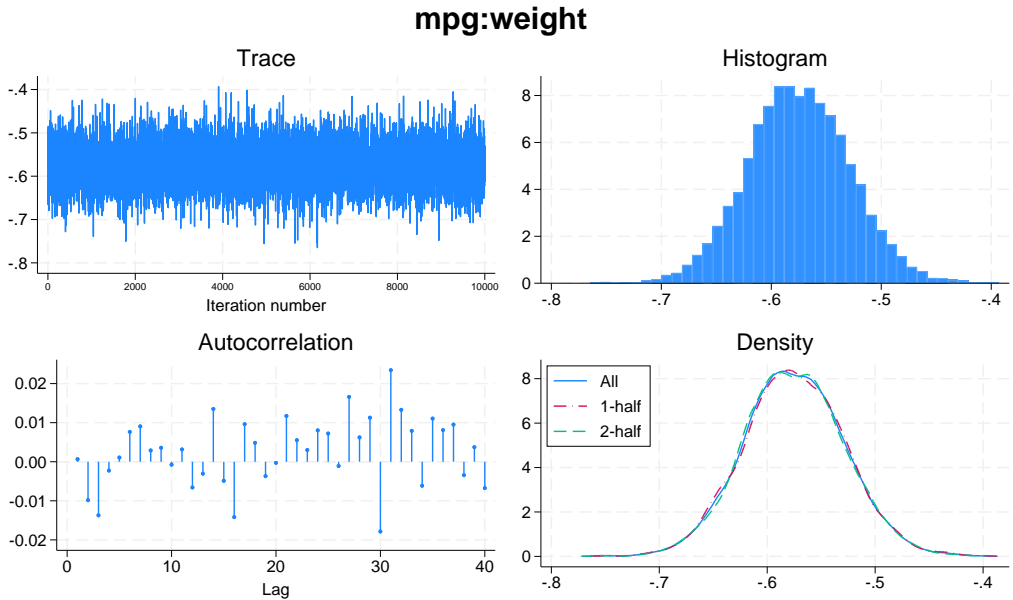 mpg:weight
Trace
-.4
-.5
-.6
-.7
-.8
0 2000 4000 6000 8000 10000
Iteration number
Histogram
8
6
4
2
0
-.8 -.7 -.6 -.5 -.4
Autocorrelation
0.02
0.01
0.00
-0.01
-0.02
0 10 20 30 40
Lag
Density
8
6
4
2
0
All
1-half
2-half
-.8 -.7 -.6 -.5 -.4